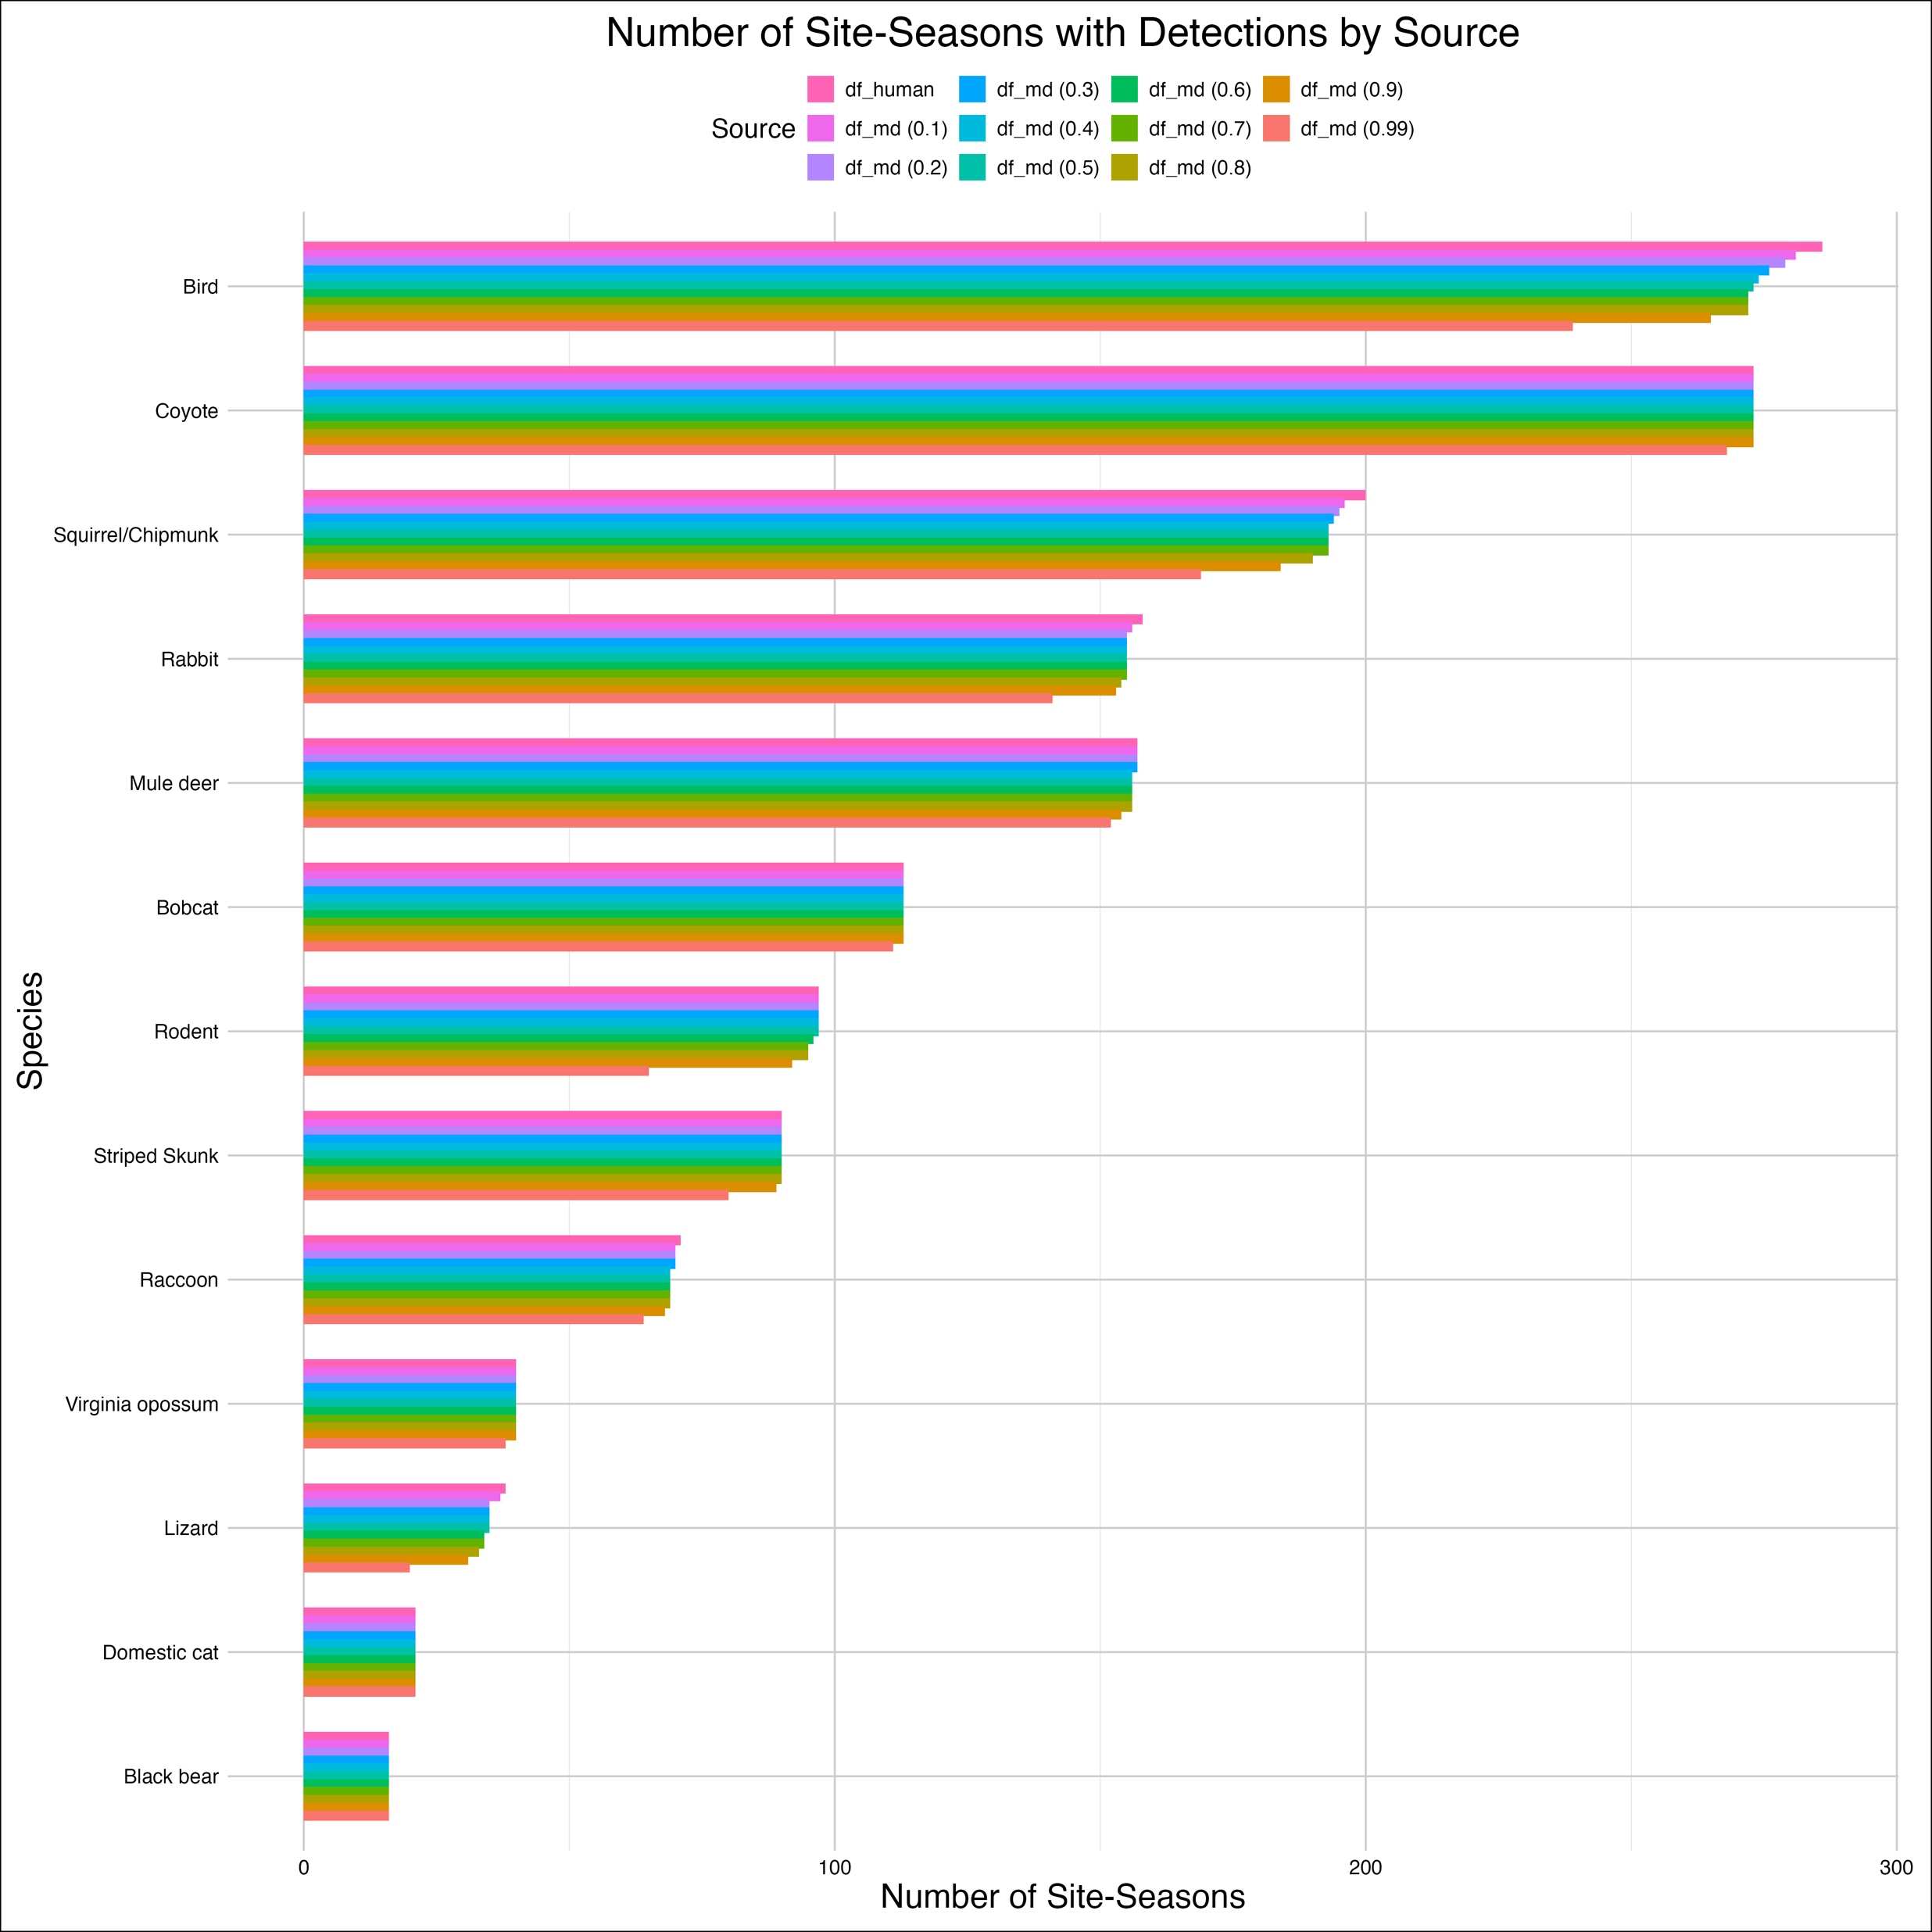 Number of Site-Seasons with Detections by Source
Source
df_human
df_md (0.1)
df_md (0.2)
df_md (0.3)
df_md (0.4)
df_md (0.5)
df_md (0.6)
df_md (0.7)
df_md (0.8)
df_md (0.9)
df_md (0.99)
Species
Bird
Coyote
Squirrel/Chipmunk
Rabbit
Mule deer
Bobcat
Rodent
Striped Skunk
Raccoon
Virginia opossum
Lizard
Domestic cat
Black bear
0 100 200 300
Number of Site-Seasons